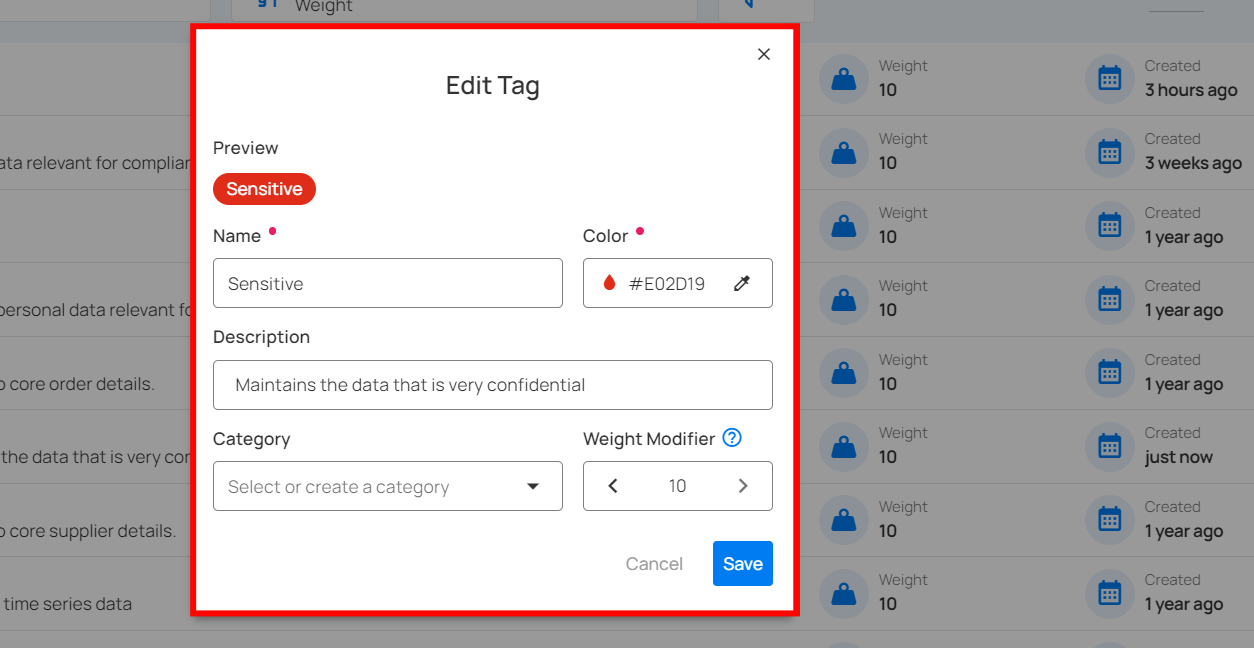 Weight
Edit Tag
Preview
Sensitive
Name
Color
Sensitive
#E02D19
Description
Maintains the data that is very confidential
Category
Weight Modifier ?
Select or create a category
10
Cancel
Save
Weight
10
Created
3 hours ago
ata relevant for complian
Weight
10
Created
3 weeks ago
Weight
10
Created
1 year ago
personal data relevant fo
Weight
10
Created
1 year ago
o core order details.
Weight
10
Created
1 year ago
the data that is very con
Weight
10
Created
just now
o core supplier details.
Weight
10
Created
1 year ago
time series data
Weight
10
Created
1 year ago